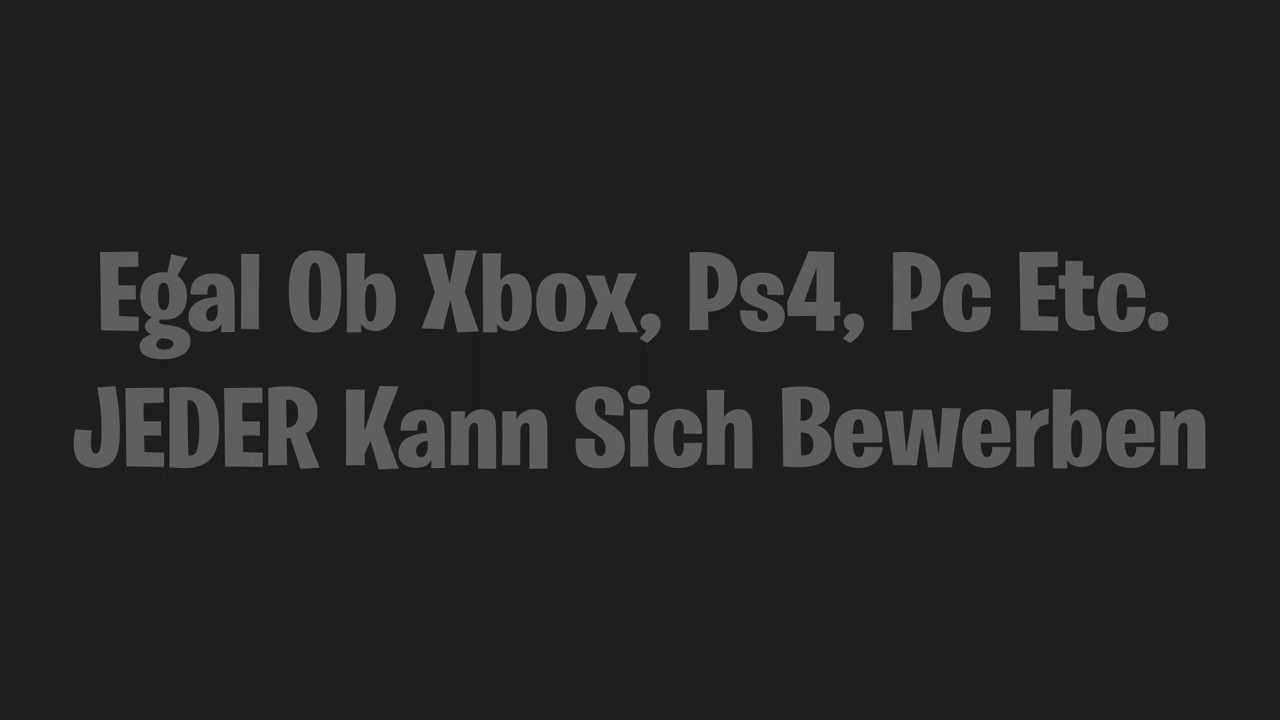 Egal Ob Xbox, Ps4, Pc Etc.
JEDER Kann Sich Bewerben